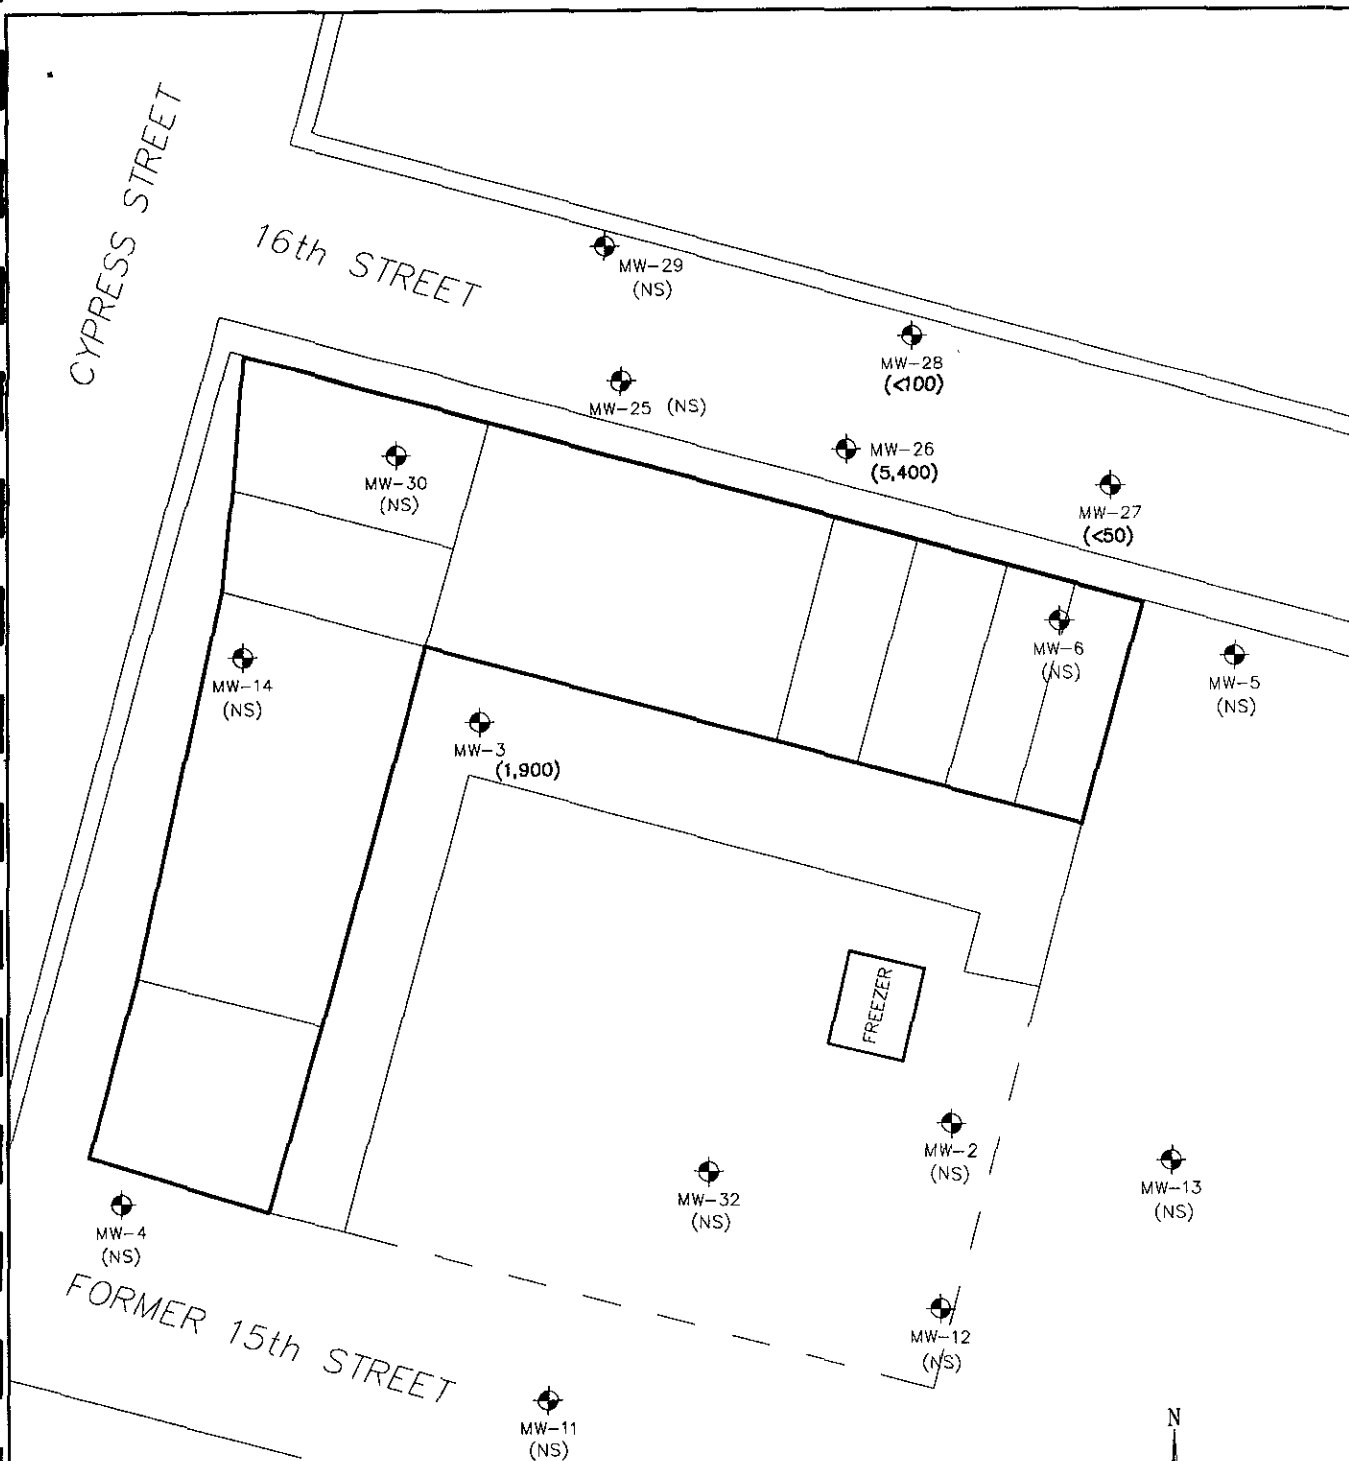 CYPRESS STREET
16th STREET
MW-29
(NS)
MW-28
(<100)
MW-25 (NS)
MW-26
(5,400)
MW-30
(NS)
MW-27
(<50)
MW-6
(NS)
MW-5
(NS)
MW-14
(NS)
MW-3
(1,900)
FREEZER
MW-2
(NS)
MW-32
(NS)
MW-13
(NS)
MW-4
(NS)
FORMER 15th STREET
MW-12
(NS)
MW-11
(NS)
N